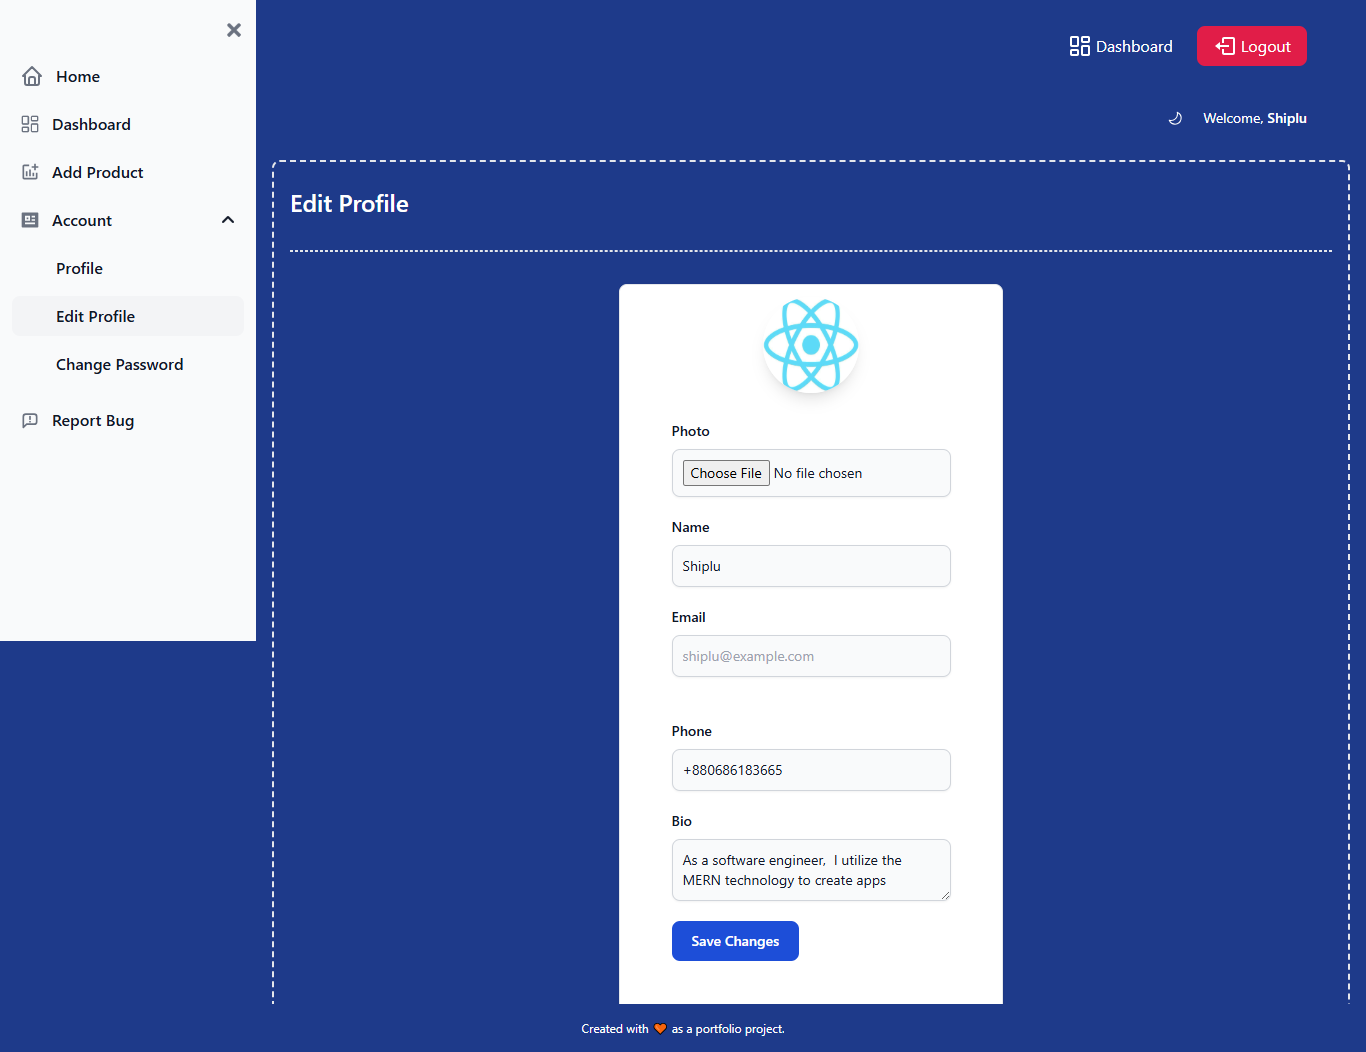 Home
Dashboard
Add Product
Account
Profile
Edit Profile
Change Password
Report Bug
Dashboard
Logout
Welcome, Shiplu
Edit Profile
Photo
Choose File No file chosen
Name
Shiplu
Email
shiplu@example.com
Phone
+880686183665
Bio
As a software engineer,  I utilize the
MERN technology to create apps
Save Changes
Created with 🧡 as a portfolio project.